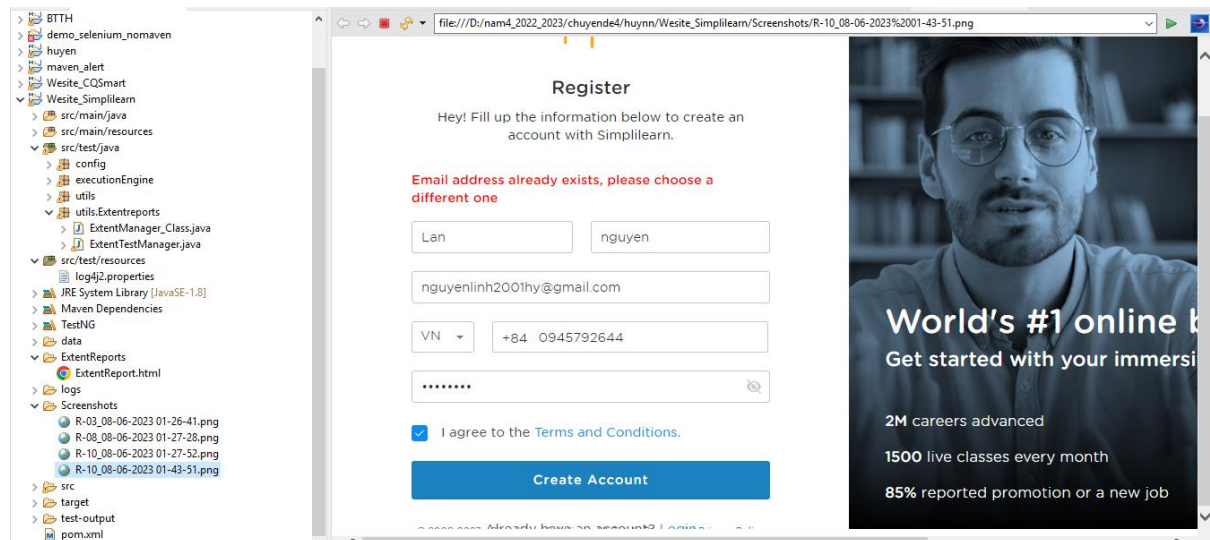 BTTH
demo_selenium_nomaven
huyen
maven_alert
Wesite_CQSmart
Wesite_Simplilearn
src/main/java
src/main/resources
src/test/java
config
executionEngine
utils
utils.Extentreports
ExtentManager_Class.java
ExtentTestManager.java
src/test/resources
log4j2.properties
JRE System Library [JavaSE-1.8]
Maven Dependencies
TestNG
data
ExtentReports
ExtentReport.html
logs
Screenshots
R-03_08-06-2023 01-26-41.png
R-08_08-06-2023 01-27-28.png
R-10_08-06-2023 01-27-52.png
R-10_08-06-2023 01-43-51.png
src
target
test-output
pom.xml
file:///D:/nam4_2022_2023/chuyende4/huynn/Wesite_Simplilearn/Screenshots/R-10_08-06-2023%2001-43-51.png
Register
Hey! Fill up the information below to create an
account with Simplilearn.
Email address already exists, please choose a
different one
Lan nguyen
nguyenlinh2001hy@gmail.com
VN +84 0945792644
••••••••
I agree to the Terms and Conditions.
Create Account
Already have an account? Login
World's #1 online
Get started with your immersi
2M careers advanced
1500 live classes every month
85% reported promotion or a new job